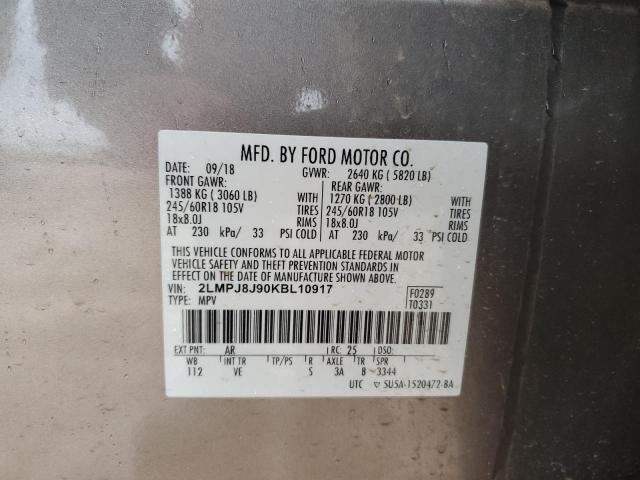 MFD. BY FORD MOTOR CO.
DATE: 09/18 GVWR: 2640 KG ( 5820 LB)
FRONT GAWR: REAR GAWR:
1388 KG ( 3060 LB) WITH 1270 KG ( 2800 LB) WITH
245/60R18 105V TIRES 245/60R18 105V TIRES
18x8.0J RIMS 18x8.0J RIMS
AT 230 kPa/ 33 PSI COLD AT 230 kPa/ 33 PSI COLD
THIS VEHICLE CONFORMS TO ALL APPLICABLE FEDERAL MOTOR
VEHICLE SAFETY AND THEFT PREVENTION STANDARDS IN
EFFECT ON THE DATE OF MANUFACTURE SHOWN ABOVE.
VIN: 2LMPJ8J90KBL10917 F0289
TYPE: MPV T0331
EXT PNT: AR RC: 25 DSO:
WB INT TR TP/PS R AXLE TR SPR
112 VE S 3A 8 3344
UTC ▽ 5U5A-1520472-BA